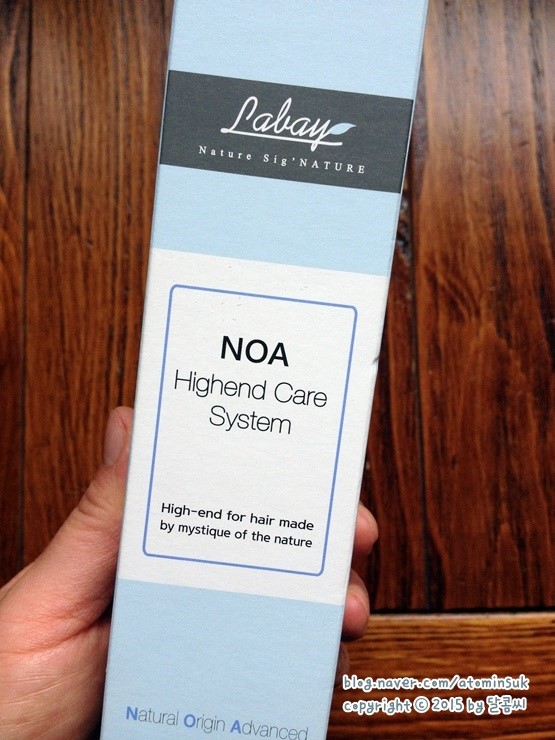 Labay
Nature Sig'NATURE
NOA
Highend Care
System
High-end for hair made
by mystique of the nature
Natural Origin Advanced
blog.naver.com/atominsuk
copyright © 2015 by 달콤씨